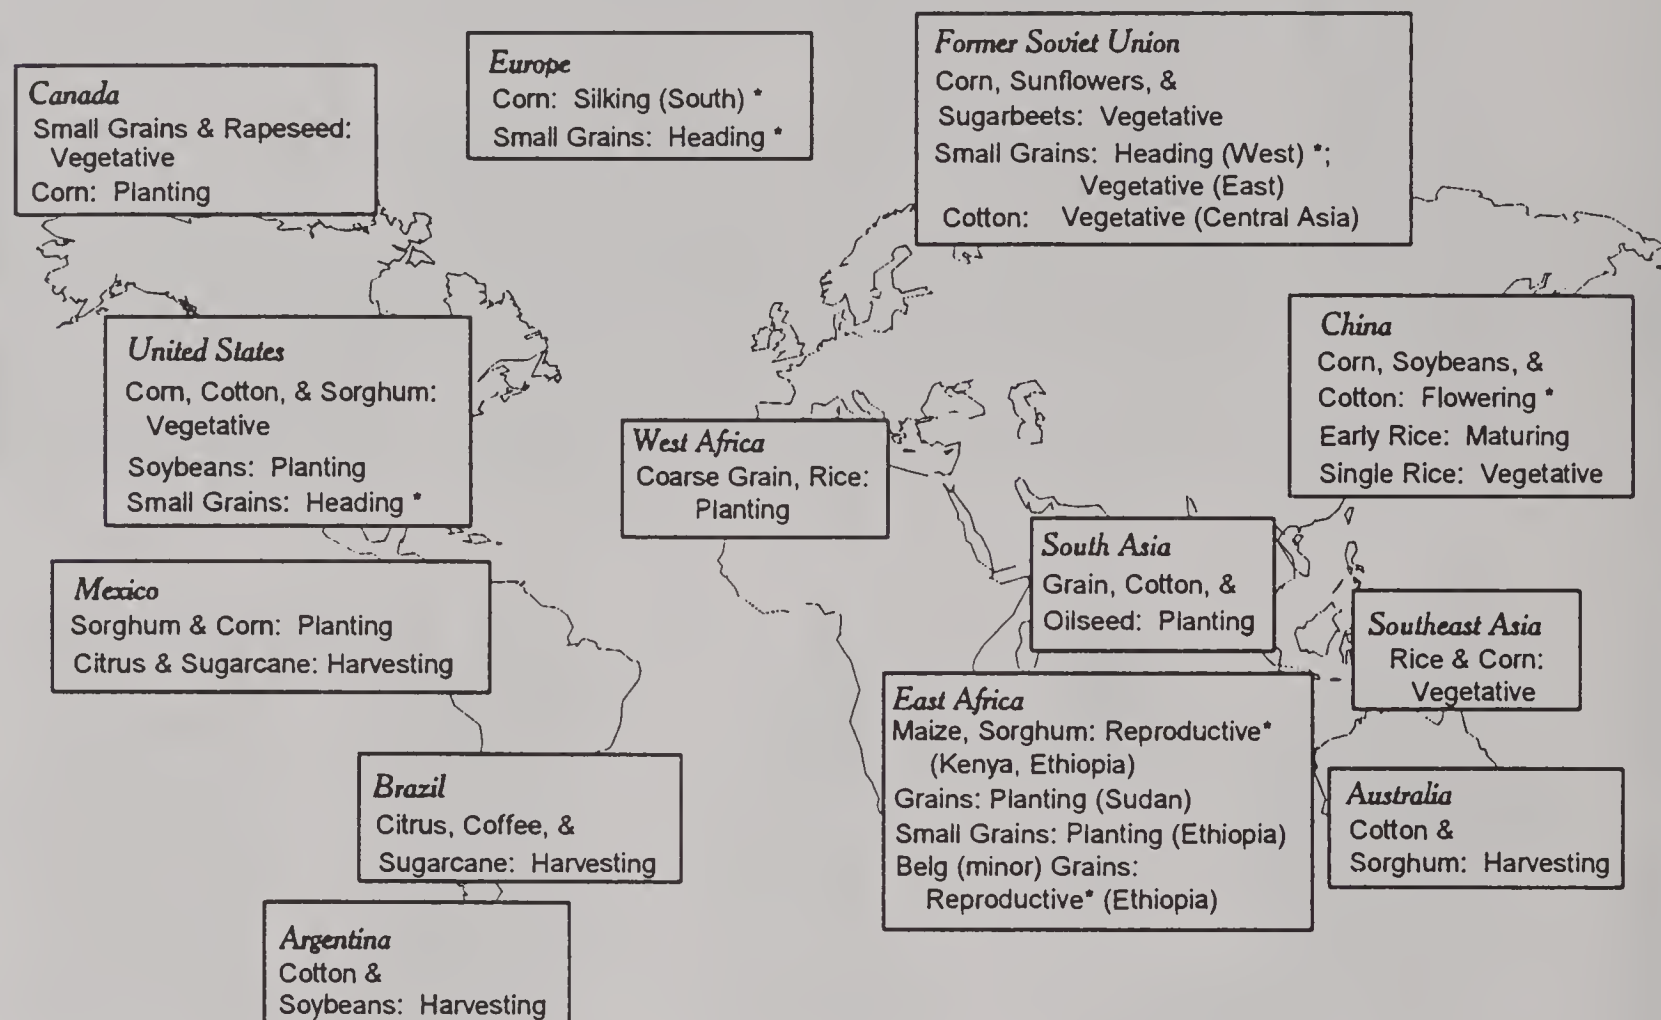 Canada
Small Grains & Rapeseed:
Vegetative
Corn: Planting
Europe
Corn: Silking (South) *
Small Grains: Heading *
Former Soviet Union
Corn, Sunflowers, &
Sugarbeets: Vegetative
Small Grains: Heading (West) *;
Vegetative (East)
Cotton: Vegetative (Central Asia)
United States
Corn, Cotton, & Sorghum:
Vegetative
Soybeans: Planting
Small Grains: Heading *
West Africa
Coarse Grain, Rice:
Planting
China
Corn, Soybeans, &
Cotton: Flowering *
Early Rice: Maturing
Single Rice: Vegetative
Mexico
Sorghum & Corn: Planting
Citrus & Sugarcane: Harvesting
South Asia
Grain, Cotton, &
Oilseed: Planting
Southeast Asia
Rice & Corn:
Vegetative
Brazil
Citrus, Coffee, &
Sugarcane: Harvesting
East Africa
Maize, Sorghum: Reproductive*
(Kenya, Ethiopia)
Grains: Planting (Sudan)
Small Grains: Planting (Ethiopia)
Belg (minor) Grains:
Reproductive* (Ethiopia)
Australia
Cotton &
Sorghum: Harvesting
Argentina
Cotton &
Soybeans: Harvesting